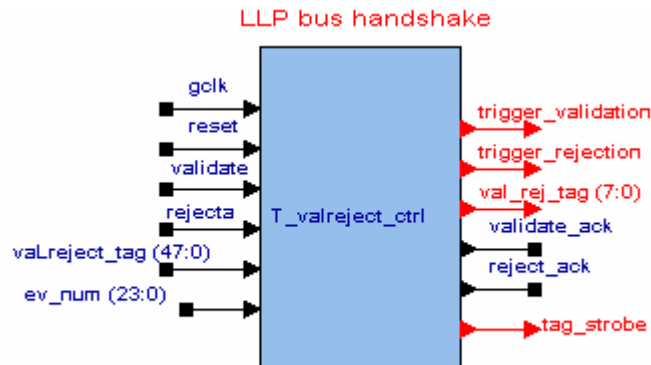 LLP bus handshake
gclk
reset
validate
rejecta
val_reject_tag (47:0)
ev_num (23:0)
T_valreject_ctrl
trigger_validation
trigger_rejection
val_rej_tag (7:0)
validate_ack
reject_ack
tag_strobe